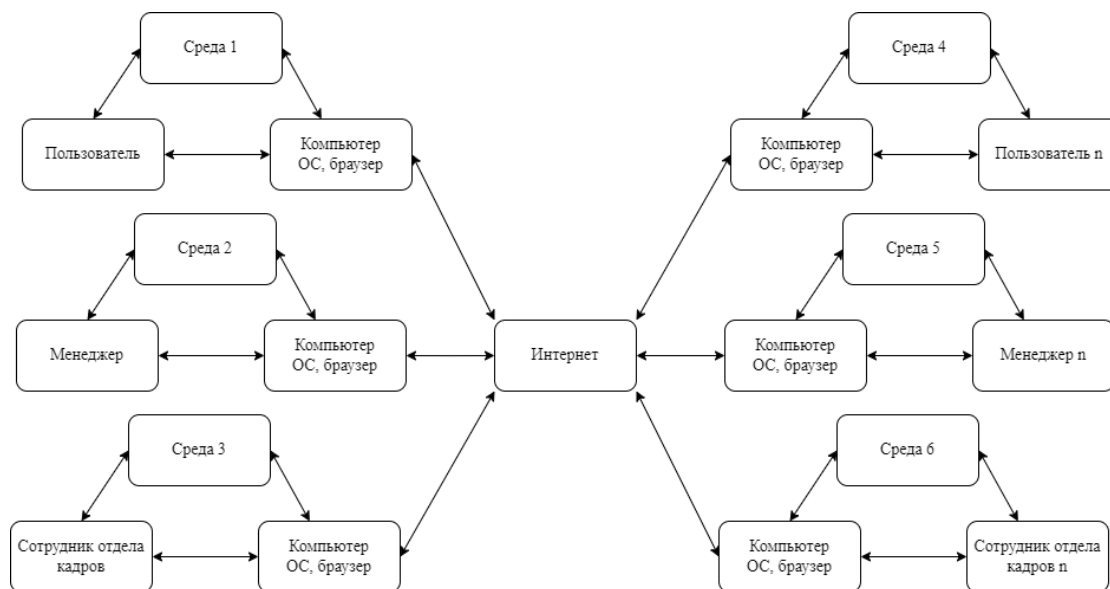 Среда 1
Среда 4
Пользователь
Компьютер
ОС, браузер
Компьютер
ОС, браузер
Пользователь n
Среда 2
Среда 5
Менеджер
Компьютер
ОС, браузер
Интернет
Компьютер
ОС, браузер
Менеджер n
Среда 3
Среда 6
Сотрудник отдела
кадров
Компьютер
ОС, браузер
Компьютер
ОС, браузер
Сотрудник отдела
кадров n